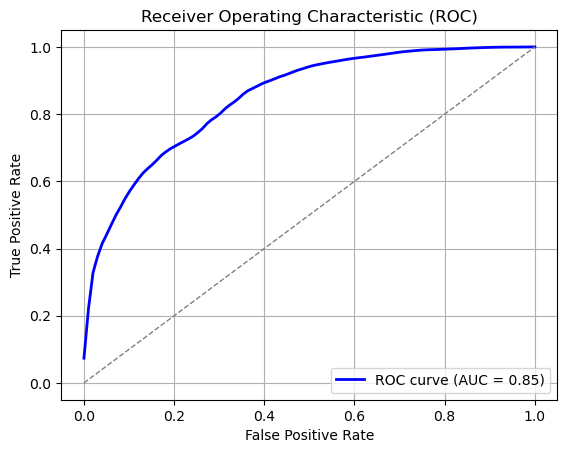 Receiver Operating Characteristic (ROC)
True Positive Rate
1.0
0.8
0.6
0.4
0.2
0.0
ROC curve (AUC = 0.85)
0.0 0.2 0.4 0.6 0.8 1.0
False Positive Rate